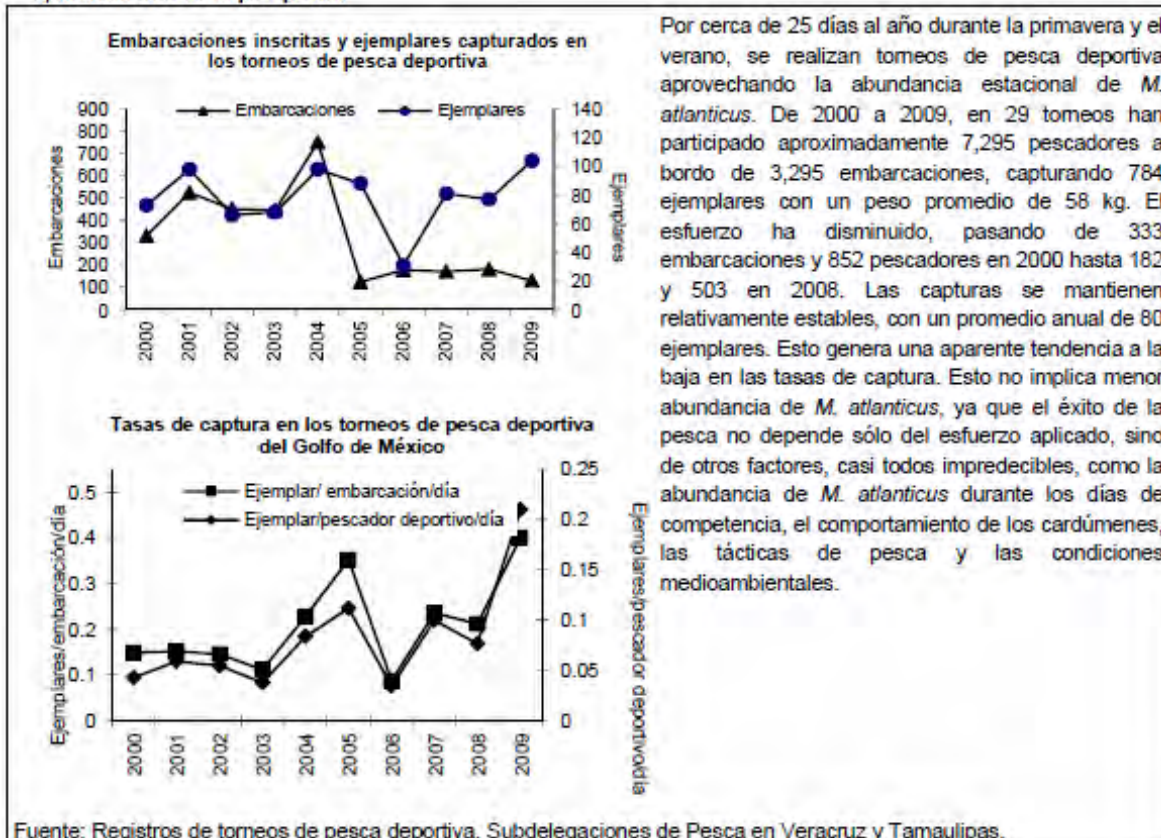 Embarcaciones inscritas y ejemplares capturados en
los torneos de pesca deportiva
Embarcaciones
Ejemplares
900
800
700
600
500
400
300
200
100
0
140
120
100
80
60
40
20
0
Embarcaciones
Ejemplares
2000
2001
2002
2003
2004
2005
2006
2007
2008
2009
Tasas de captura en los torneos de pesca deportiva
del Golfo de México
Ejemplar/ embarcación/día
Ejemplar/pescador deportivo/día
0.5
0.4
0.3
0.2
0.1
0
0.25
0.2
0.15
0.1
0.05
0
Ejemplares/embarcación/día
Ejemplares/pescador deportivo/día
2000
2001
2002
2003
2004
2005
2006
2007
2008
2009
Por cerca de 25 días al año durante la primavera y el
verano, se realizan torneos de pesca deportiva
aprovechando la abundancia estacional de M.
atlanticus. De 2000 a 2009, en 29 torneos han
participado aproximadamente 7,295 pescadores a
bordo de 3,295 embarcaciones, capturando 784
ejemplares con un peso promedio de 58 kg. El
esfuerzo ha disminuido, pasando de 333
embarcaciones y 852 pescadores en 2000 hasta 182
y 503 en 2008. Las capturas se mantienen
relativamente estables, con un promedio anual de 80
ejemplares. Esto genera una aparente tendencia a la
baja en las tasas de captura. Esto no implica menor
abundancia de M. atlanticus, ya que el éxito de la
pesca no depende sólo del esfuerzo aplicado, sino
de otros factores, casi todos impredecibles, como la
abundancia de M. atlanticus durante los días de
competencia, el comportamiento de los cardúmenes,
las tácticas de pesca y las condiciones
medioambientales.
Fuente: Registros de torneos de pesca deportiva. Subdelegaciones de Pesca en Veracruz y Tamaulipas.